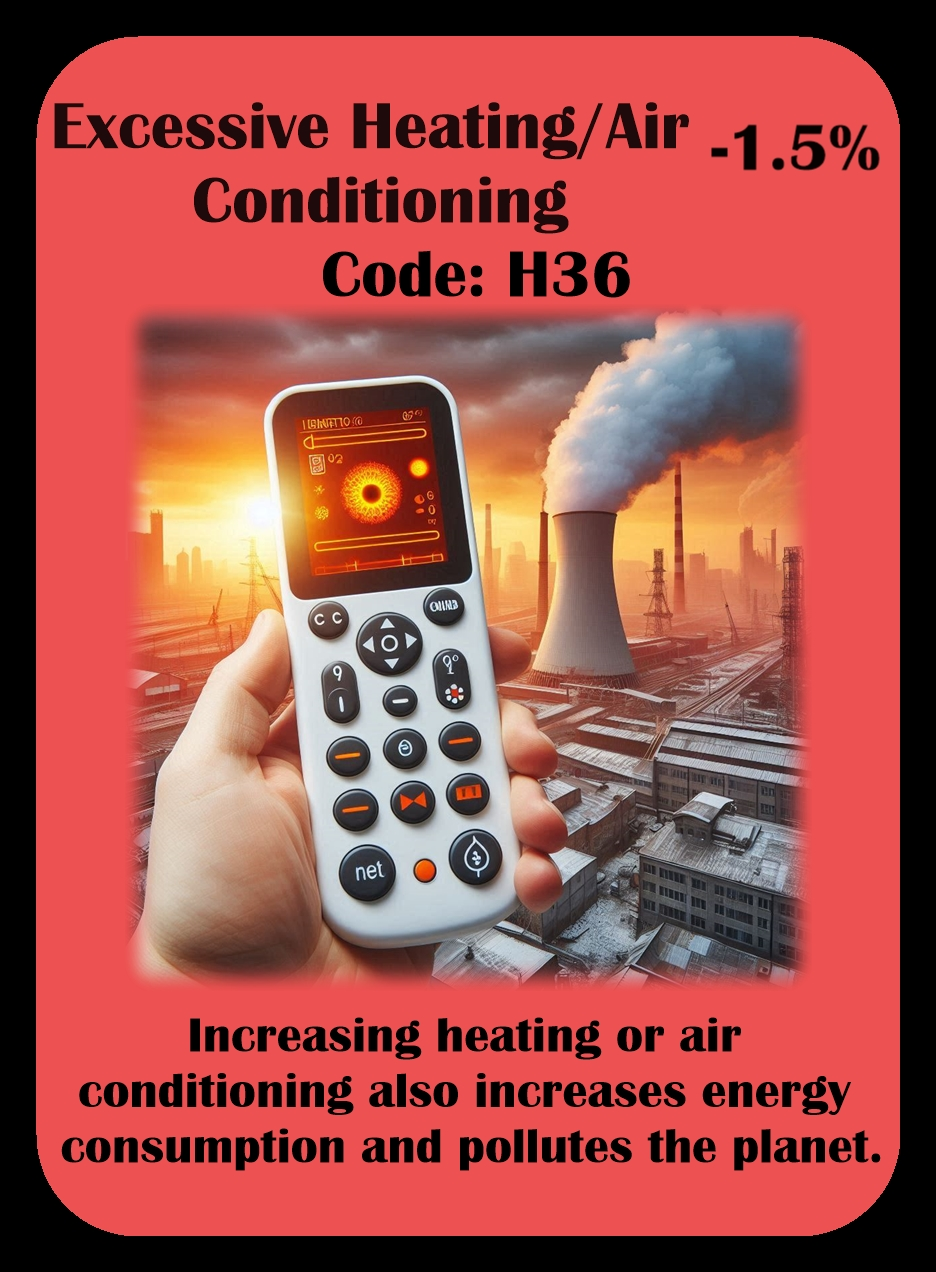 Excessive Heating/Air -1.5%
Conditioning
Code: H36
C C
9
net
Increasing heating or air
conditioning also increases energy
consumption and pollutes the planet.